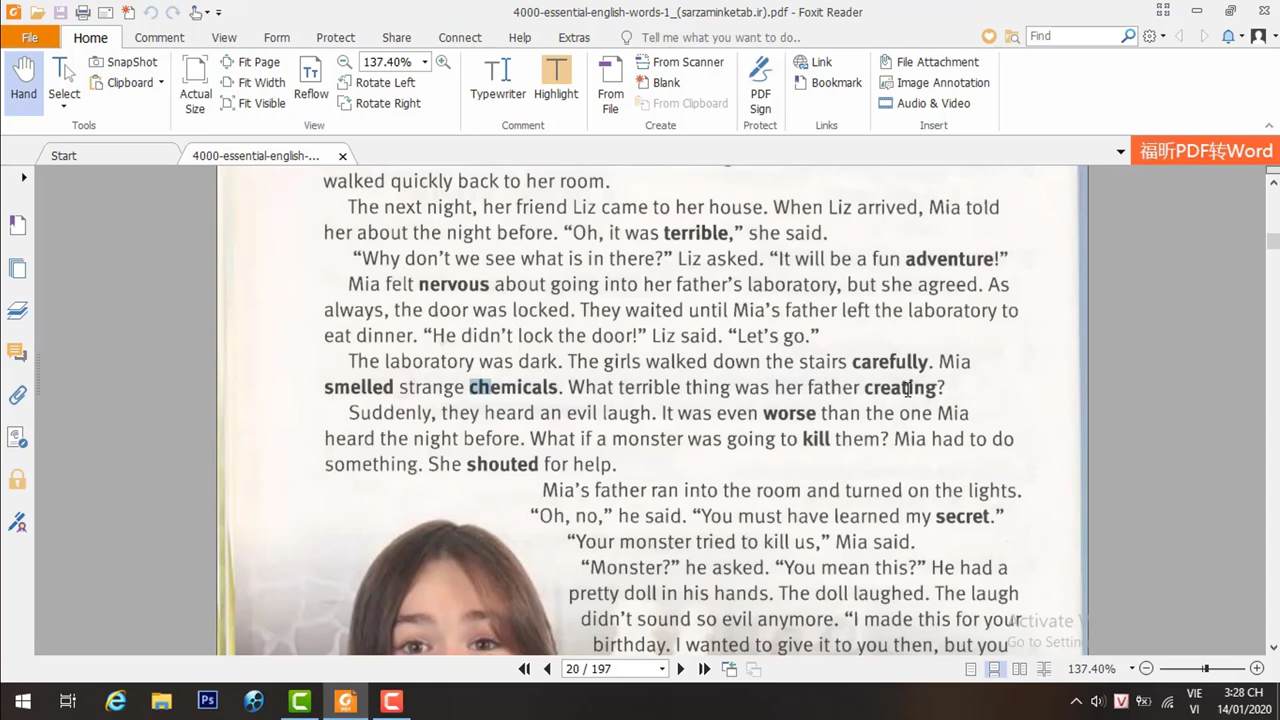 4000-essential-english-words-1_(sarzaminketab.ir).pdf - Foxit Reader
File Home Comment View Form Protect Share Connect Help Extras Tell me what you want to do.. Find
Hand
Select
SnapShot
Clipboard
Actual Size
Fit Page
Fit Width
Fit Visible
Reflow
137.40%
Rotate Left
Rotate Right
Typewriter
Highlight
From File
From Scanner
Blank
From Clipboard
PDF Sign
Link
Bookmark
File Attachment
Image Annotation
Audio & Video
Tools View Comment Create Protect Links Insert
Start 4000-essential-english-... 福昕PDF转Word
walked quickly back to her room.
The next night, her friend Liz came to her house. When Liz arrived, Mia told
her about the night before. “Oh, it was terrible,” she said.
“Why don’t we see what is in there?” Liz asked. “It will be a fun adventure!”
Mia felt nervous about going into her father’s laboratory, but she agreed. As
always, the door was locked. They waited until Mia’s father left the laboratory to
eat dinner. “He didn’t lock the door!” Liz said. “Let’s go.”
The laboratory was dark. The girls walked down the stairs carefully. Mia
smelled strange chemicals. What terrible thing was her father creating?
Suddenly, they heard an evil laugh. It was even worse than the one Mia
heard the night before. What if a monster was going to kill them? Mia had to do
something. She shouted for help.
Mia’s father ran into the room and turned on the lights.
“Oh, no,” he said. “You must have learned my secret.”
“Your monster tried to kill us,” Mia said.
“Monster?” he asked. “You mean this?” He had a
pretty doll in his hands. The doll laughed. The laugh
didn’t sound so evil anymore. “I made this for your
birthday. I wanted to give it to you then, but you
Activate
Go to Settin
20 / 197
137.40%
VIE
VI
3:28 CH
14/01/2020